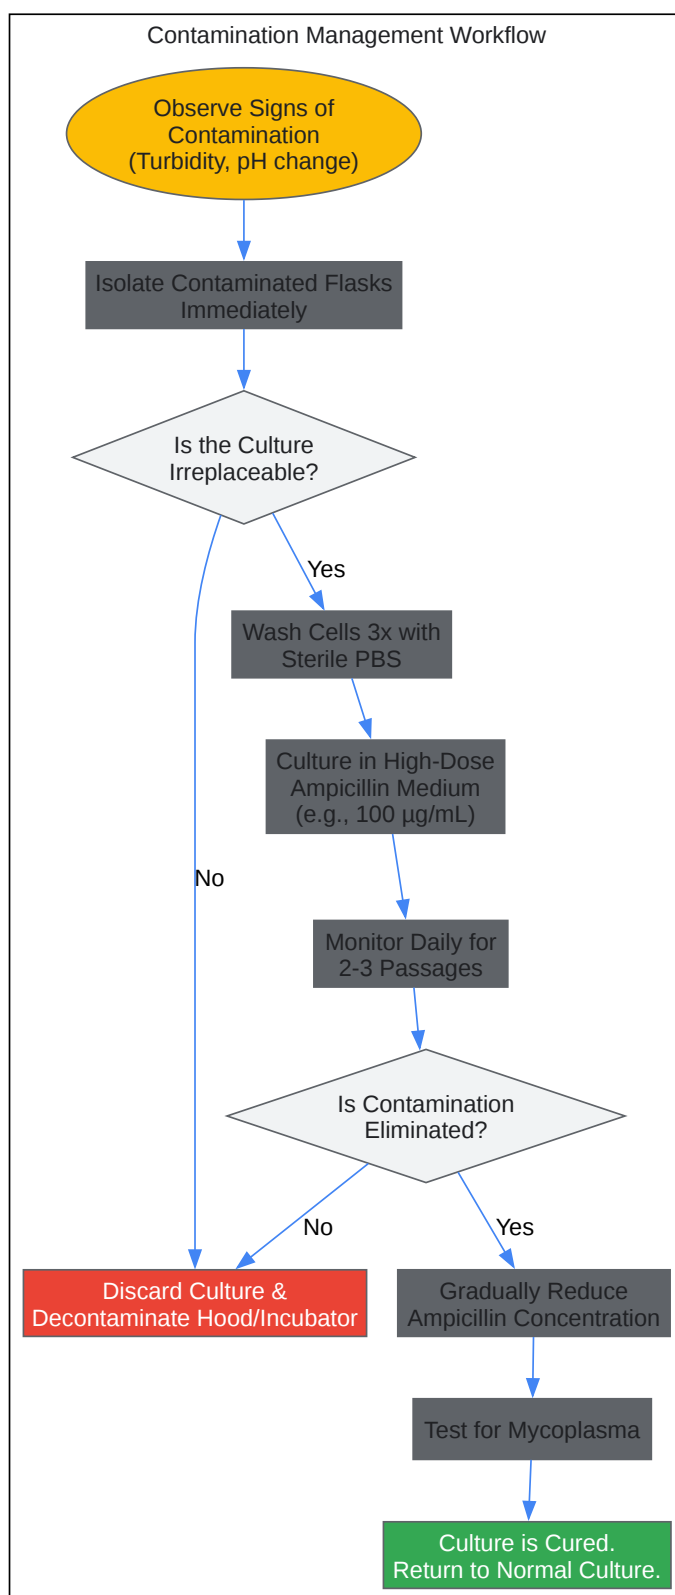 Contamination Management Workflow
Observe Signs of
Contamination
(Turbidity, pH change)
Isolate Contaminated Flasks
Immediately
Is the Culture
Irreplaceable?
Yes
Wash Cells 3x with
Sterile PBS
Culture in High-Dose
Ampicillin Medium
(e.g., 100 µg/mL)
No
Monitor Daily for
2-3 Passages
Is Contamination
Eliminated?
No
Yes
Discard Culture &
Decontaminate Hood/Incubator
Gradually Reduce
Ampicillin Concentration
Test for Mycoplasma
Culture is Cured.
Return to Normal Culture.